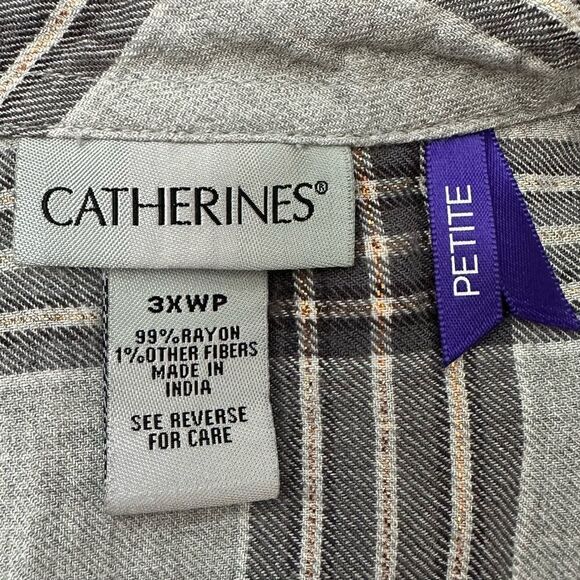 CATHERINES®
PETITE
3XWP
99%RAYON
1%OTHER FIBERS
MADE IN
INDIA
SEE REVERSE
FOR CARE